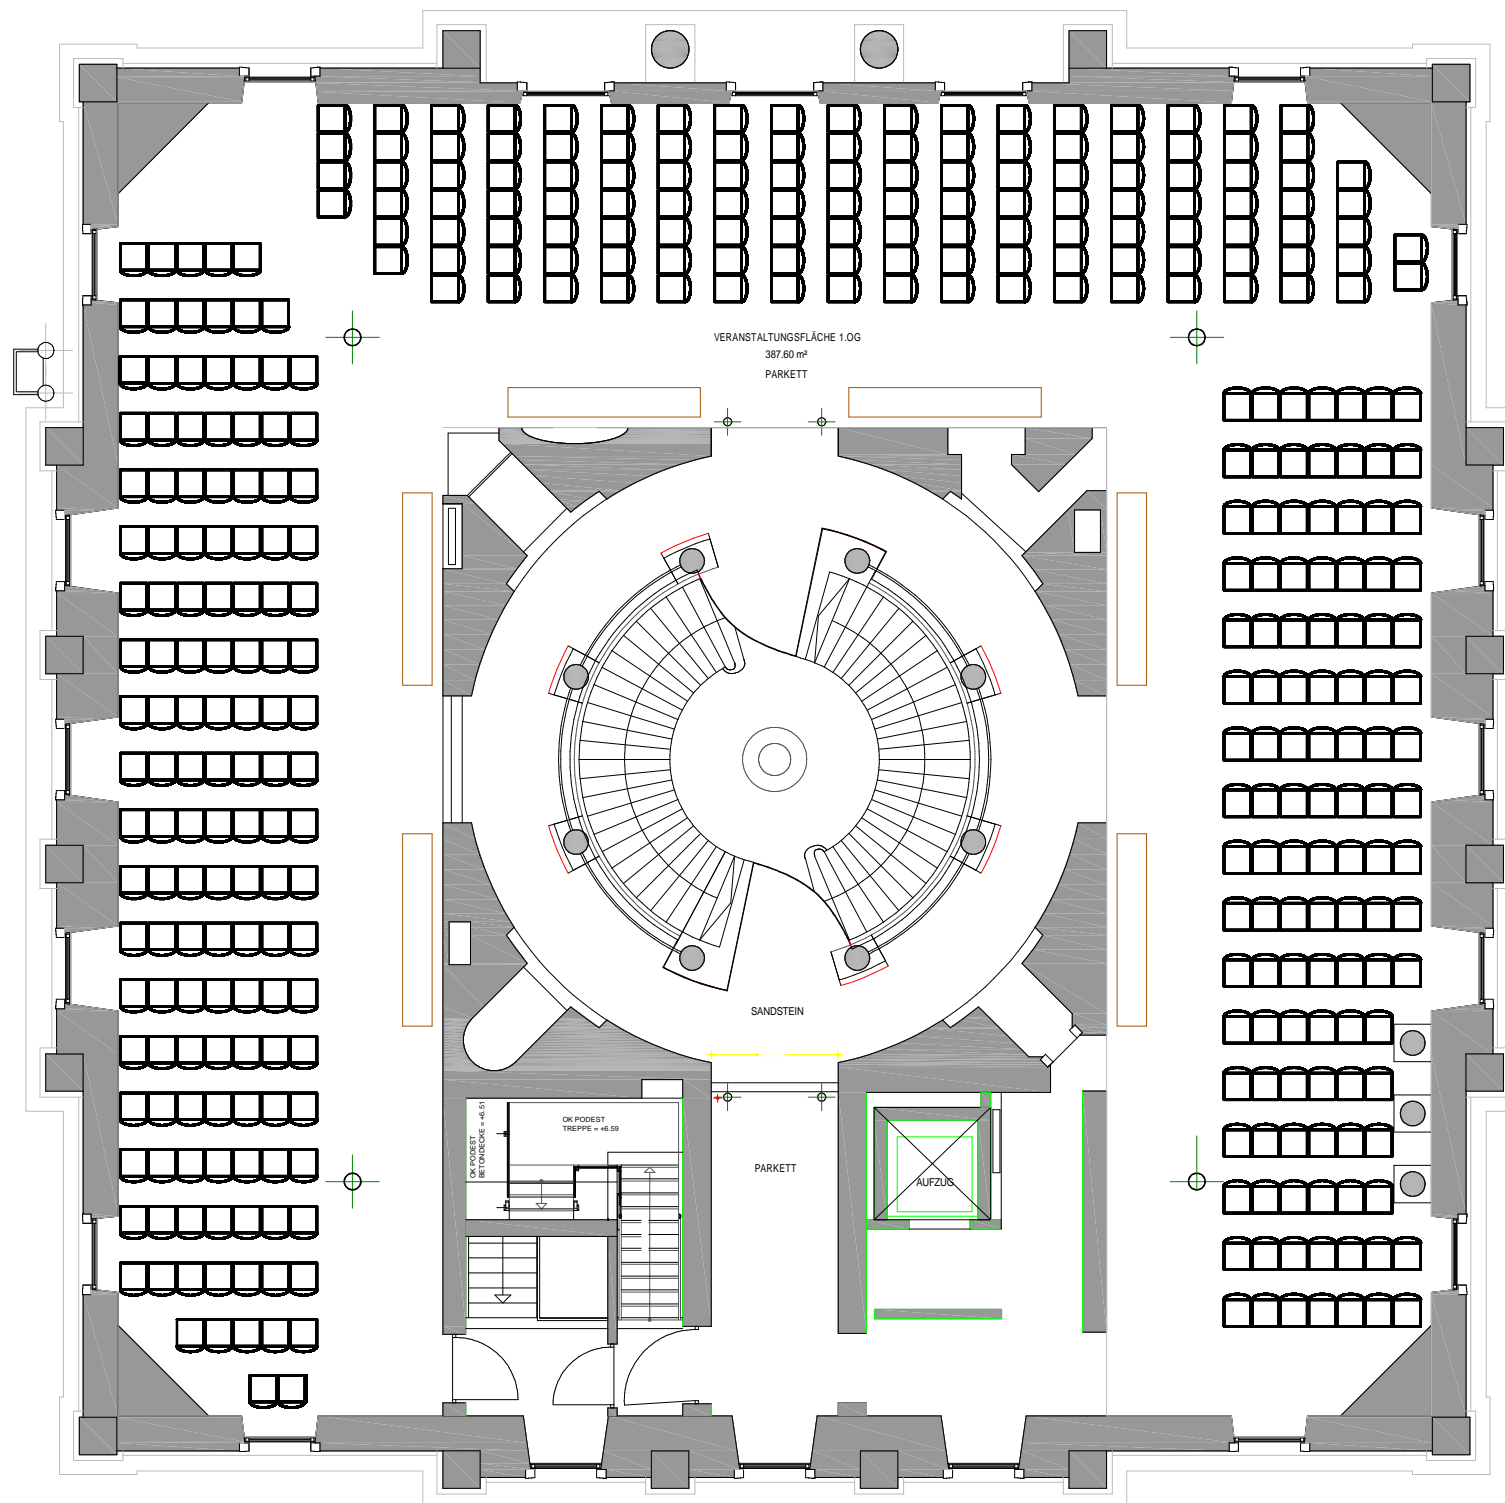 VERANSTALTUNGSFLÄCHE 1.OG
387.60 m²
PARKETT
SANDSTEIN
OK PODEST
BETONDECKE = +6.51
OK PODEST
TREPPE = +6.59
PARKETT
AUFZUG